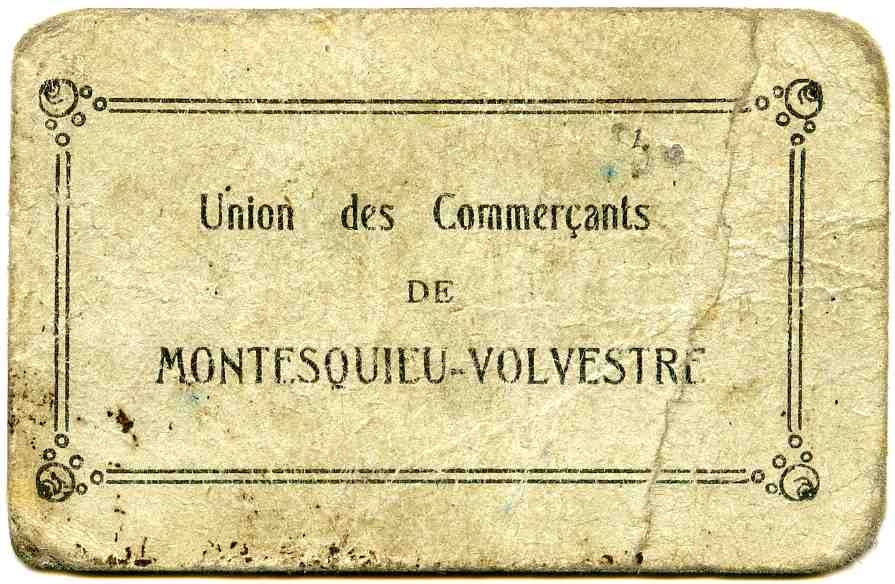 Union des Commerçants
DE
MONTESQUIEU-VOLVESTRE